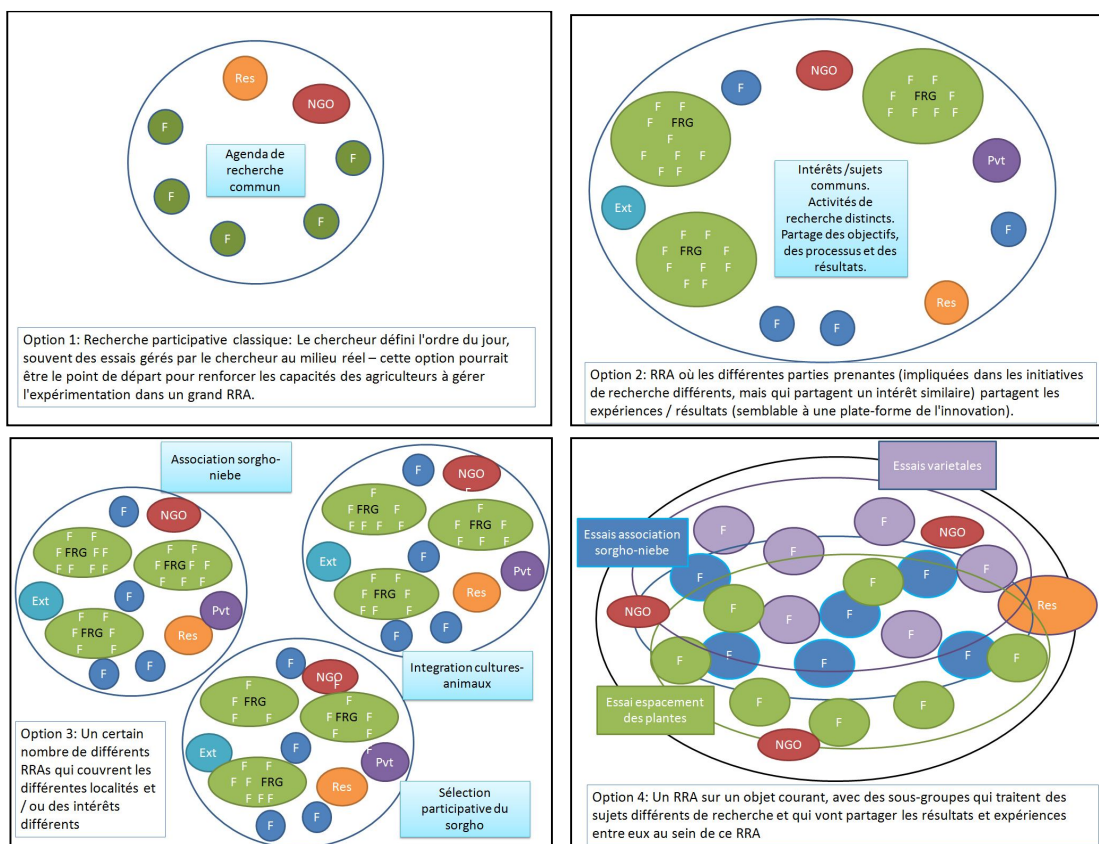 Res
NGO
F
F
Agenda de
recherche
commun
F
F
F
Option 1: Recherche participative classique: Le chercheur défini l'ordre du jour,
souvent des essais gérés par le chercheur au milieu réel – cette option pourrait
être le point de départ pour renforcer les capacités des agriculteurs à gérer
l'expérimentation dans un grand RRA.
NGO
F
F F
F FRG F
F F F F
F F
F FRG
F
F F
F F
Pvt
Intérêts /sujets
communs.
Activités de
recherche distincts.
Partage des objectifs,
des processus et des
résultats.
Ext
F
F FRG
F F F
F F
Res
F
F
Option 2: RRA où les différentes parties prenantes (impliquées dans les initiatives
de recherche différents, mais qui partagent un intérêt similaire) partagent les
expériences / résultats (semblable à une plate-forme de l'innovation).
Association sorgho-
niebe
F
NGO
F F
F FRG F F
F F F
F
F FRG F F
F F
Ext
F
Pvt
F
F FRG F
F F
Res
F
F
F
NGO
F
F
F FRG
F F F F
F
F FRG
F F
Ext
F
Pvt
F
F FRG
F F F
Res
F
F
Integration cultures-
animaux
F
NGO
F
F FRG
F F
F
F FRG
F F
F
Ext
F
Pvt
F F
F F FRG
F F F
Res
F
F
Sélection
participative du
sorgho
Option 3: Un certain
nombre de différents
RRAs qui couvrent les
différentes localités et
/ ou des intérêts
différents
Essais varietales
Essais association
sorgho-niebe
F
F
F
NGO
F
F
F
F
F
NGO
F
F
F
F
Res
F
F
F
F
F
Essai espacement
des plantes
F
F
F
NGO
Option 4: Un RRA sur un objet courant, avec des sous-groupes qui traitent des
sujets différents de recherche et qui vont partager les résultats et expériences
entre eux au sein de ce RRA